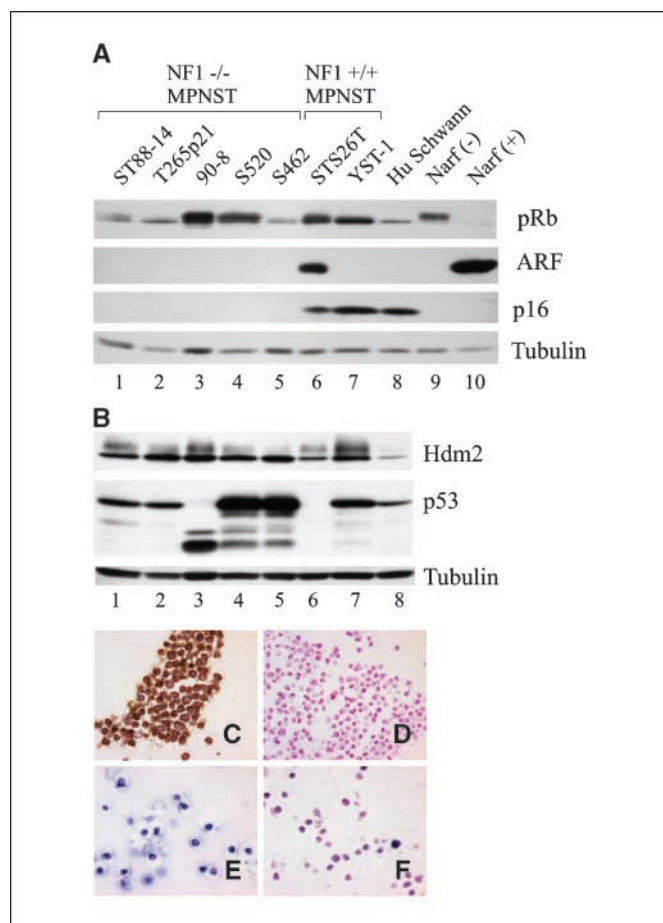 A
NF1 -/-
MPNST
NF1 +/+
MPNST
ST88-14
T265p21
90-8
S520
S462
STS26T
YST-1
Hu Schwann
Narf (-)
Narf (+)
pRb
ARF
p16
Tubulin
1 2 3 4 5 6 7 8 9 10
B
Hdm2
p53
Tubulin
1 2 3 4 5 6 7 8
C
D
E
F